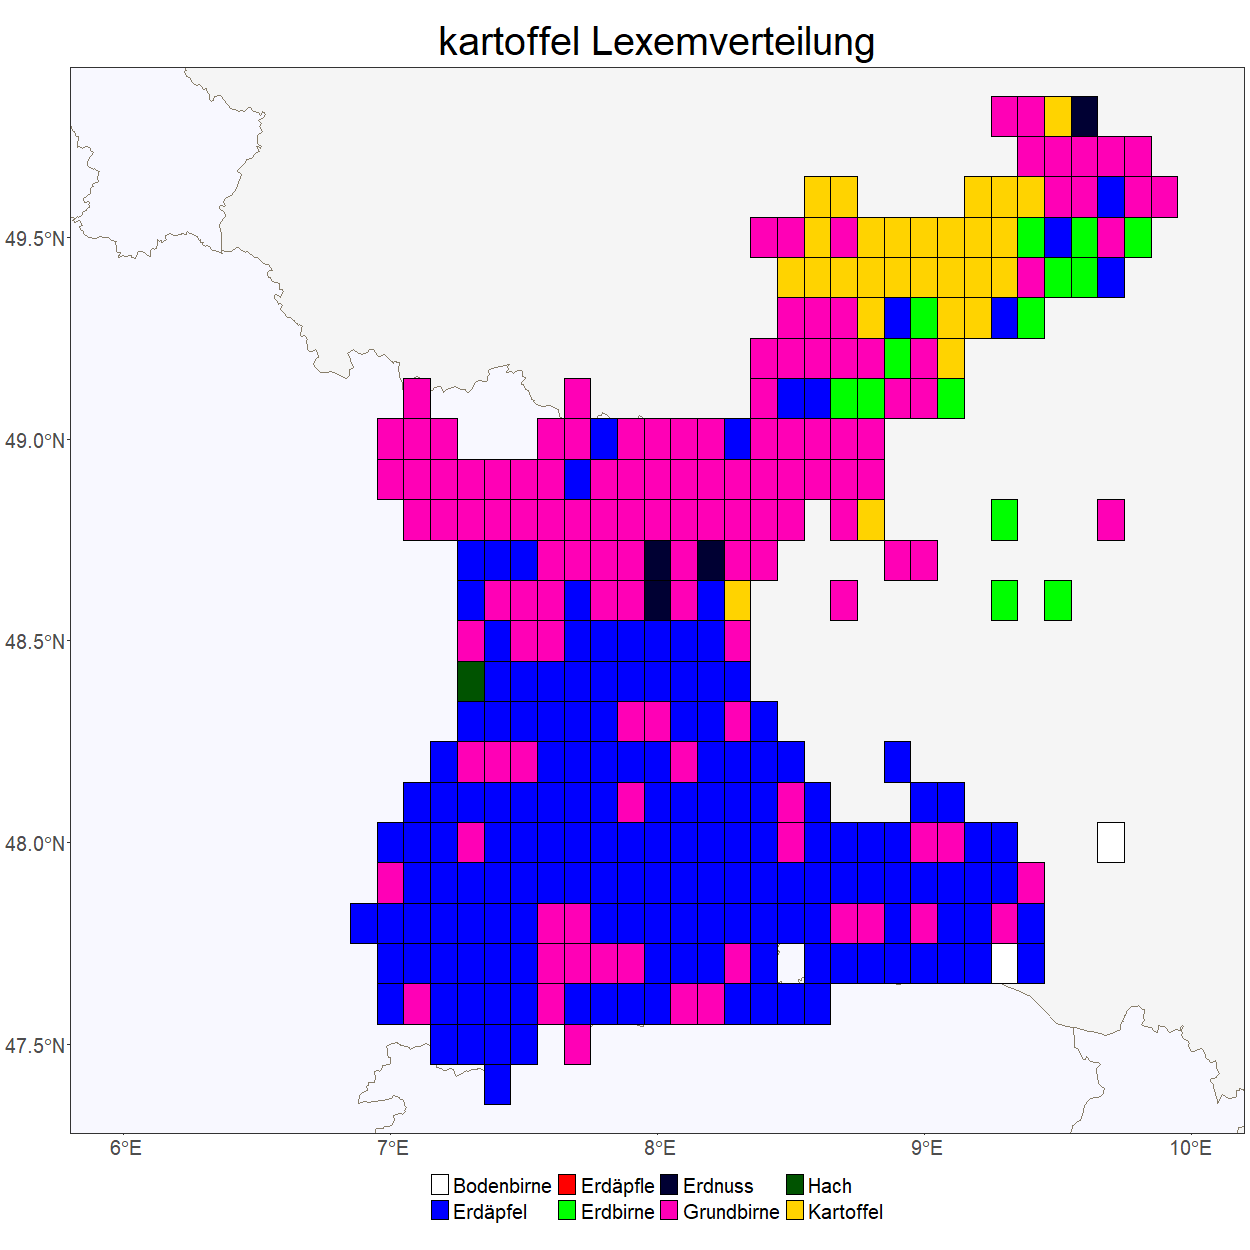 kartoffel Lexemverteilung
49.5°N
49.0°N
48.5°N
48.0°N
47.5°N
6°E 7°E 8°E 9°E 10°E
Bodenbirne Erdäpfle Erdnuss Hach
Erdäpfel Erdbirne Grundbirne Kartoffel